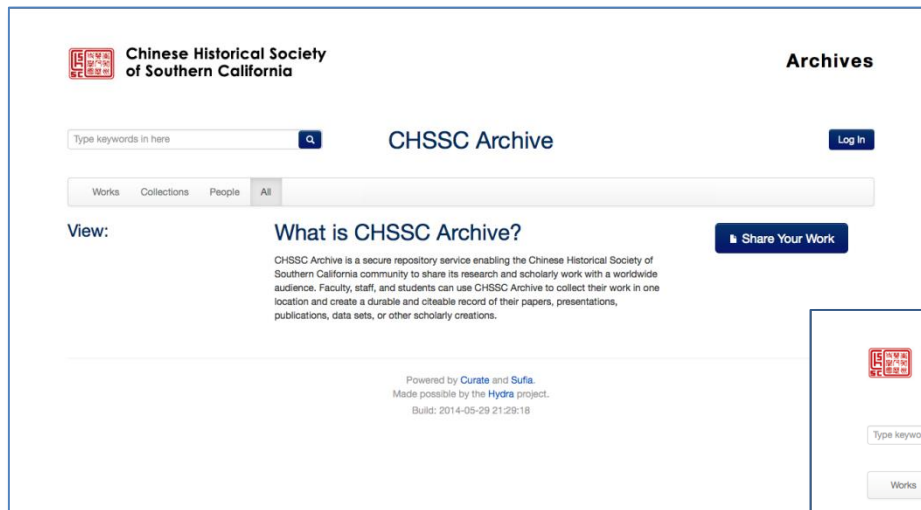 Chinese Historical Society
of Southern California
Archives
Type keywords in here
CHSSC Archive
Log In
Works Collections People All
View:
What is CHSSC Archive?
Share Your Work
CHSSC Archive is a secure repository service enabling the Chinese Historical Society of
Southern California community to share its research and scholarly work with a worldwide
audience. Faculty, staff, and students can use CHSSC Archive to collect their work in one
location and create a durable and citeable record of their papers, presentations,
publications, data sets, or other scholarly creations.
Powered by Curate and Sufia.
Made possible by the Hydra project.
Build: 2014-05-29 21:29:18
Type keywo
Works